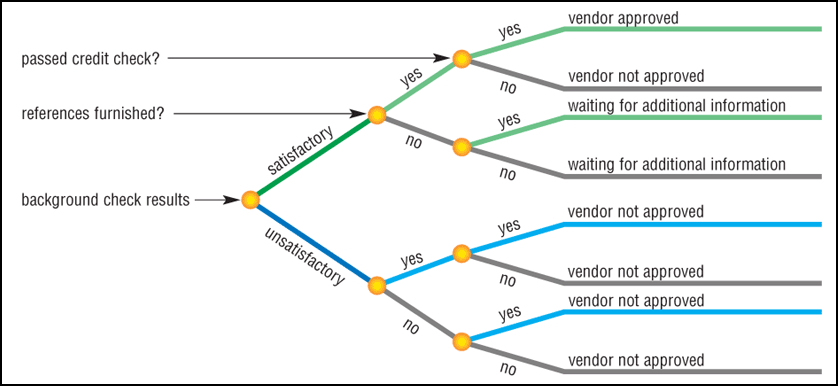 vendor approved
yes
passed credit check?
yes
vendor not approved
no
references furnished?
waiting for additional information
yes
satisfactory
no
waiting for additional information
no
background check results
vendor not approved
yes
unsatisfactory
yes
vendor not approved
no
vendor not approved
yes
no
vendor not approved
no